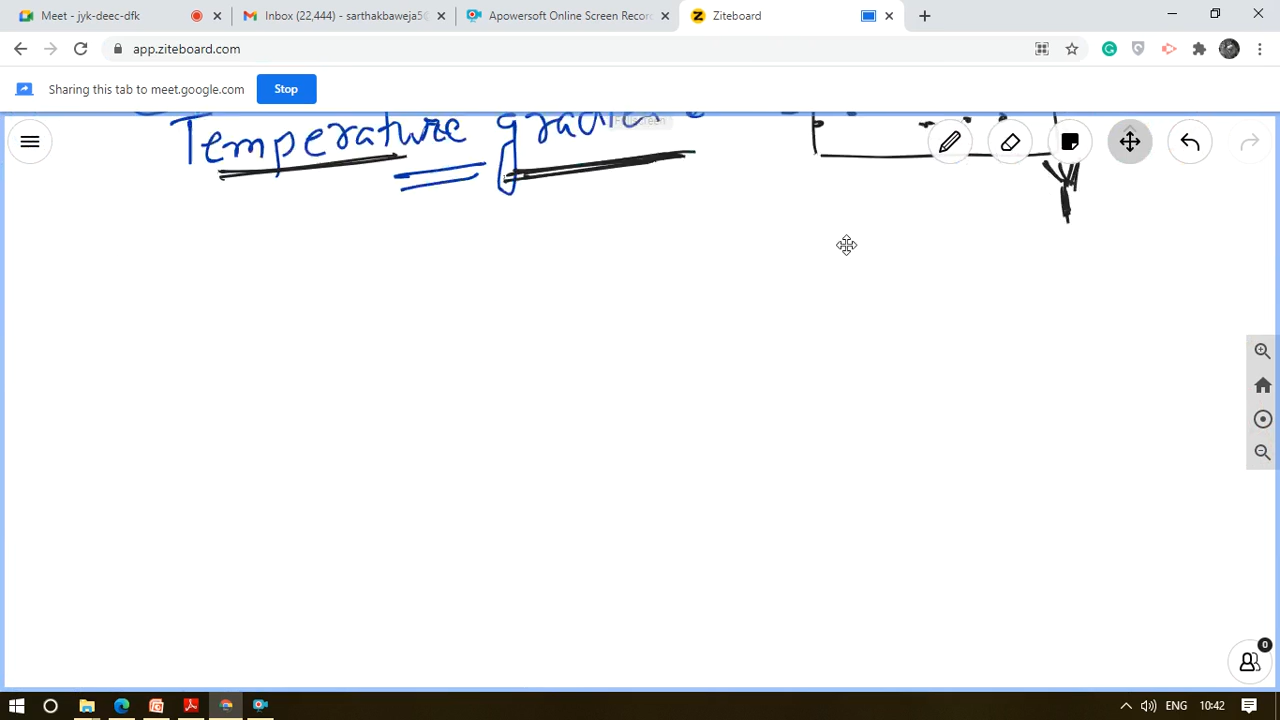 Meet - jyk-deec-dfk
Inbox (22,444) - sarthakbaweja5
Apowersoft Online Screen Recor
Ziteboard
app.ziteboard.com
Sharing this tab to meet.google.com
Stop
Temperature
0
ENG
10:42